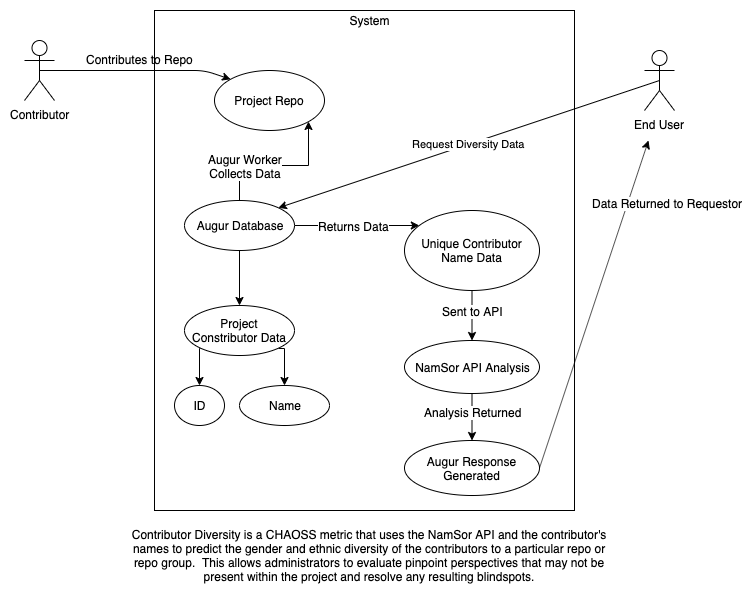 System
Contributes to Repo
Contributor
Project Repo
End User
Request Diversity Data
Augur Worker
Collects Data
Data Returned to Requestor
Augur Database
Returns Data
Unique Contributor
Name Data
Sent to API
Project
Constributor Data
NamSor API Analysis
ID
Name
Analysis Returned
Augur Response
Generated
Contributor Diversity is a CHAOSS metric that uses the NamSor API and the contributor's
names to predict the gender and ethnic diversity of the contributors to a particular repo or
repo group.  This allows administrators to evaluate pinpoint perspectives that may not be
present within the project and resolve any resulting blindspots.